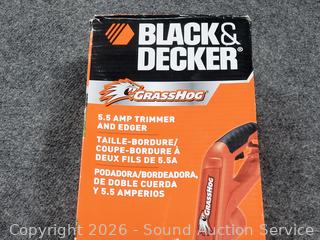 BLACK&
DECKER®
GRASSHOG
5.5 AMP TRIMMER
AND EDGER
TAILLE-BORDURE/
COUPE-BORDURE À
DEUX FILS DE 5.5A
PODADORA/BORDEADORA,
DE DOBLE CUERDA
Y 5.5 AMPERIOS
GRASSHOG
Copyright 2026 - Sound Auction Service